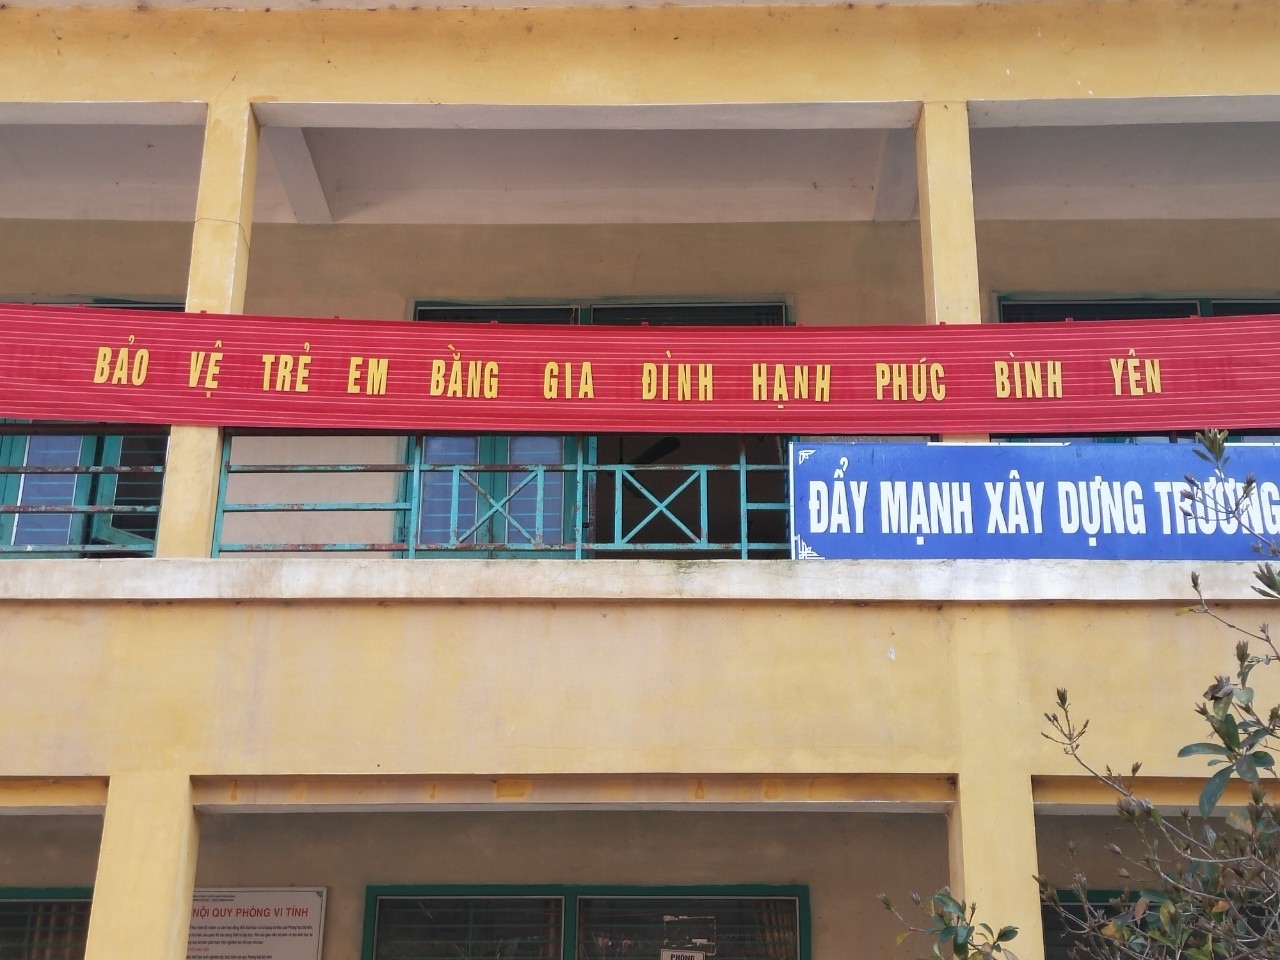 BẢO VỆ TRẺ EM BẰNG GIA ĐÌNH HẠNH PHÚC BÌNH YÊN
ĐẨY MẠNH XÂY DỰNG TRƯỜNG
NỘI QUY PHÒNG VI TÍNH
PHÒNG